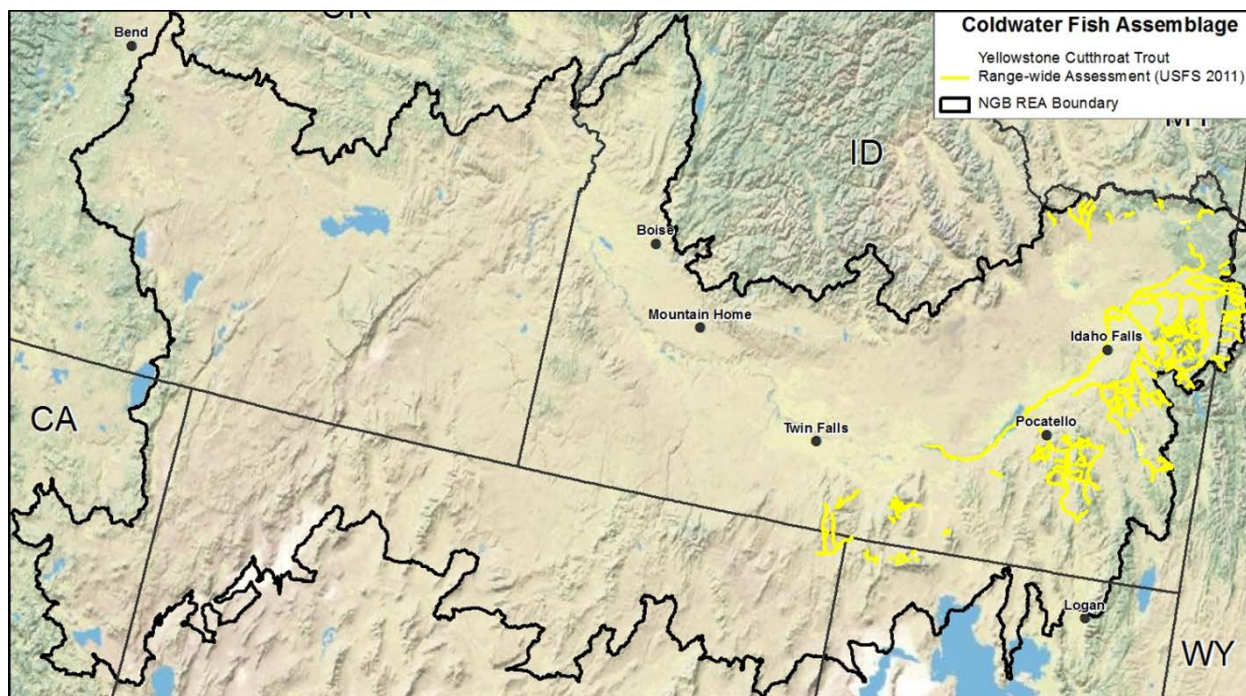 Coldwater Fish Assemblage
Yellowstone Cutthroat Trout
Range-wide Assessment (USFS 2011)
NGB REA Boundary
Bend
ID
Boise
Mountain Home
Idaho Falls
CA
Twin Falls
Pocatello
Logan
WY